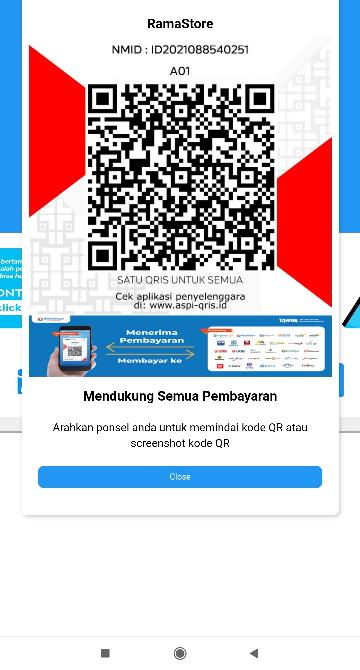 RamaStore
NMID : ID2021088540251
A01
SATU QRIS UNTUK SEMUA
Cek aplikasi penyelenggara
di: www.aspi-qris.id
Menerima
Pembayaran
Membayar ke
Mendukung Semua Pembayaran
Arahkan ponsel anda untuk memindai kode QR atau
screenshot kode QR
Close